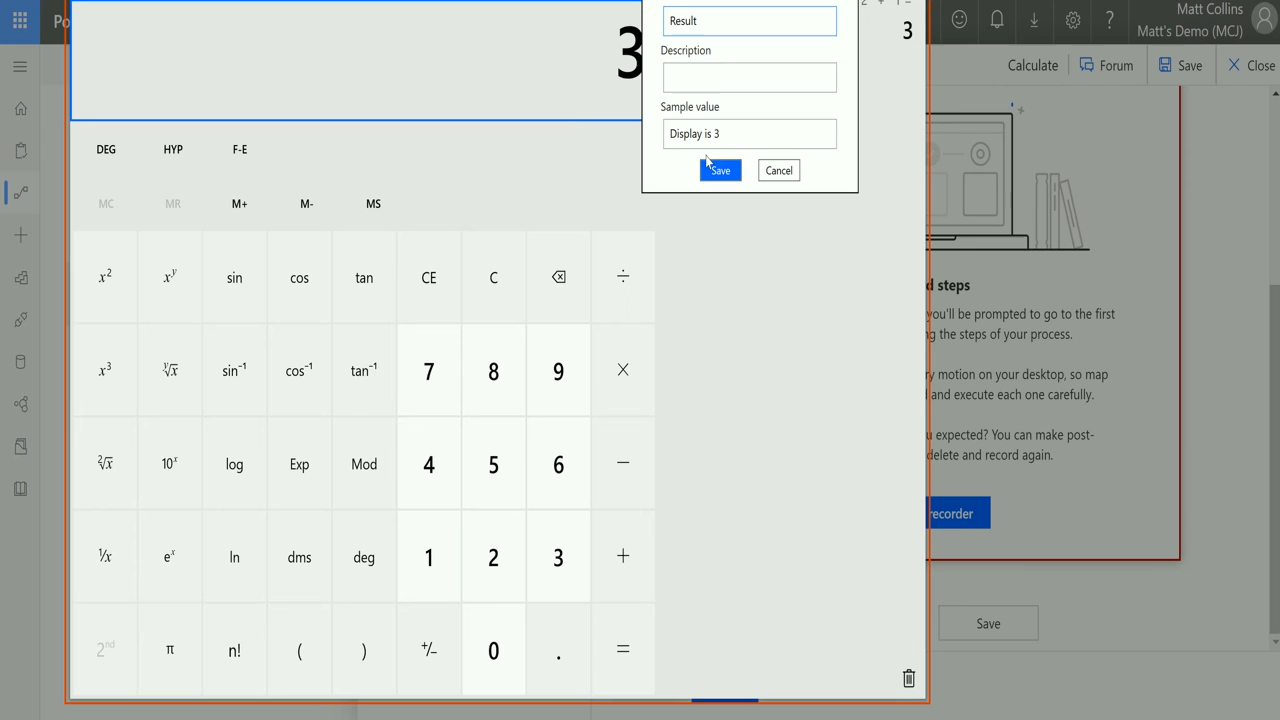 Po
Matt Collins
Matt's Demo (MCJ)
?
Calculate
Forum
Save
Close
3
2 + 1=
3
Result
Description
Sample value
Display is 3
Save
Cancel
DEG HYP F-E
MC MR M+ M- MS
x² xʸ sin cos tan CE C ÷
x³ ʸ√x sin⁻¹ cos⁻¹ tan⁻¹ 7 8 9 ×
²√x 10ˣ log Exp Mod 4 5 6 −
¹/x eˣ ln dms deg 1 2 3 +
2ⁿᵈ π n! ( ) +/− 0 . =
d steps
you'll be prompted to go to the first
ing the steps of your process.
ry motion on your desktop, so map
and execute each one carefully.
u expected? You can make post-
delete and record again.
recorder
Save